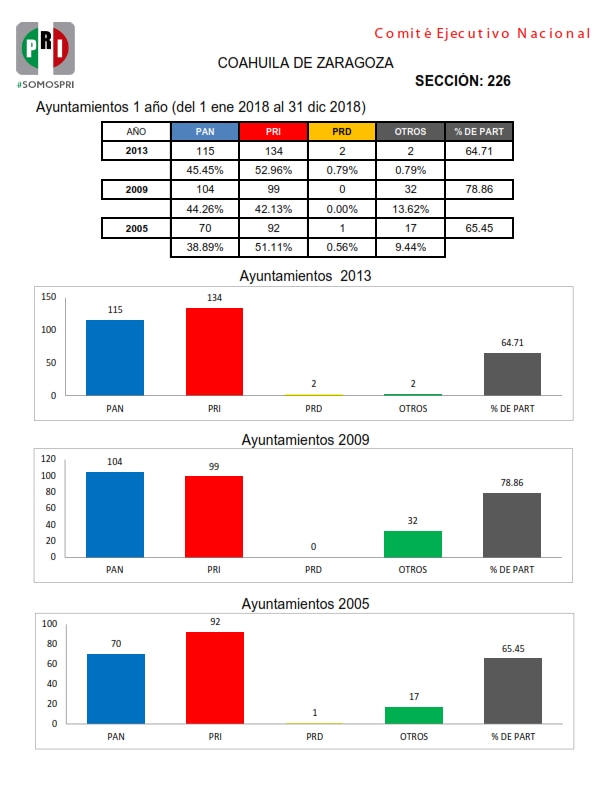 Comité Ejecutivo Nacional
PRI
#SOMOSPRI
COAHUILA DE ZARAGOZA
SECCIÓN: 226
Ayuntamientos 1 año (del 1 ene 2018 al 31 dic 2018)
AÑO PAN PRI PRD OTROS % DE PART
2013 115 134 2 2 64.71
45.45% 52.96% 0.79% 0.79%
2009 104 99 0 32 78.86
44.26% 42.13% 0.00% 13.62%
2005 70 92 1 17 65.45
38.89% 51.11% 0.56% 9.44%
Ayuntamientos 2013
150
100
50
0
115 134 2 2 64.71
PAN PRI PRD OTROS % DE PART
Ayuntamientos 2009
120
100
80
60
40
20
0
104 99 0 32 78.86
PAN PRI PRD OTROS % DE PART
Ayuntamientos 2005
100
80
60
40
20
0
70 92 1 17 65.45
PAN PRI PRD OTROS % DE PART